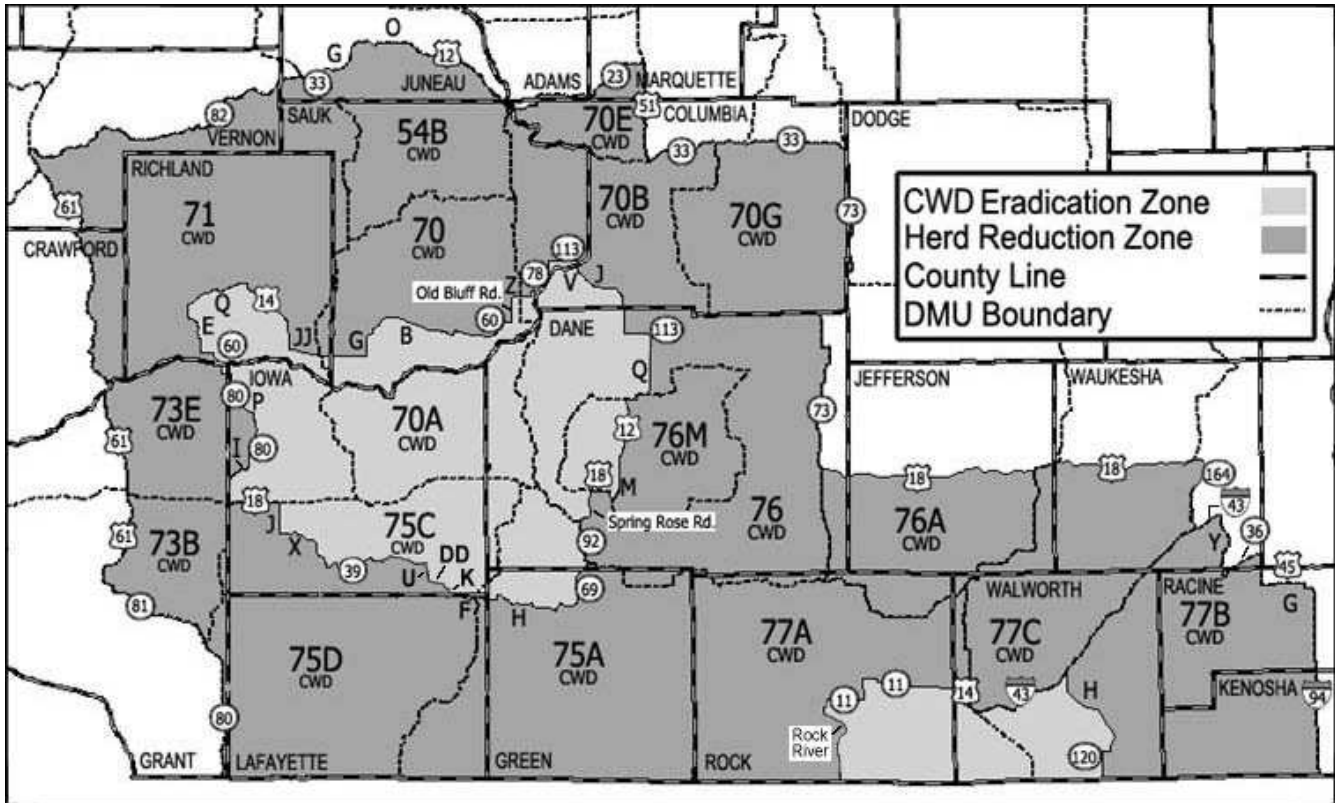 O
G
12
33
JUNEAU
ADAMS
23
MARQUETTE
82
VERNON
SAUK
51
COLUMBIA
DODGE
54B
CWD
70E
CWD
33
33
RICHLAND
61
71
CWD
70
CWD
70B
CWD
70G
CWD
73
CWD Eradication Zone
Herd Reduction Zone
County Line
DMU Boundary
CRAWFORD
113
78
Z
V
J
Old Bluff Rd.
Q
14
E
60
JJ
G
B
60
DANE
113
IOWA
80
P
Q
JEFFERSON
WAUKESHA
73E
CWD
70A
CWD
12
76M
CWD
73
61
I
80
18
18
18
164
43
18
M
J
75C
CWD
Spring Rose Rd.
76
CWD
76A
CWD
Y
36
61
73B
CWD
X
39
U
DD
K
92
45
81
F
H
69
WALWORTH
RACINE
G
75D
CWD
75A
CWD
77A
CWD
77C
CWD
77B
CWD
11
11
14
43
H
KENOSHA
94
80
Rock
River
120
GRANT
LAFAYETTE
GREEN
ROCK